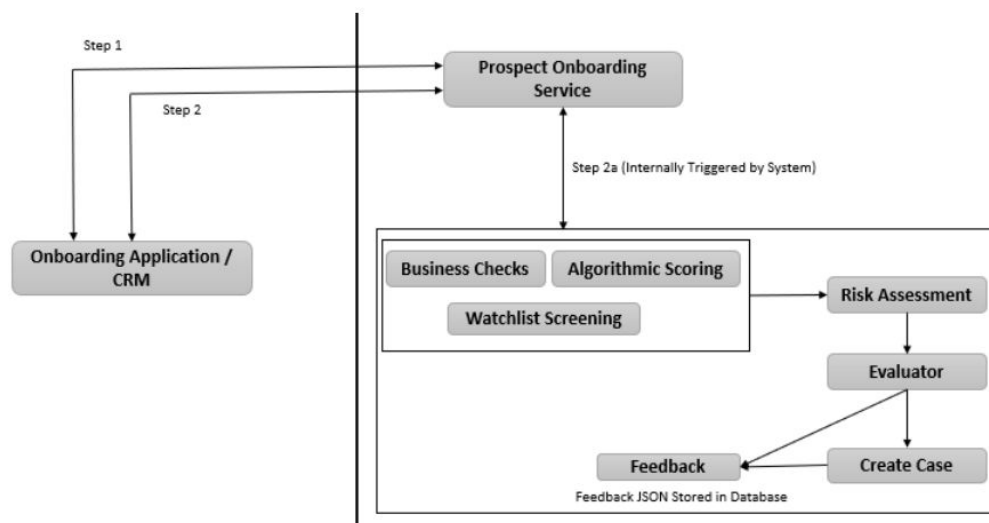 Step 1
Prospect Onboarding
Service
Step 2
Step 2a (Internally Triggered by System)
Onboarding Application /
CRM
Business Checks
Algorithmic Scoring
Watchlist Screening
Risk Assessment
Evaluator
Feedback
Create Case
Feedback JSON Stored in Database